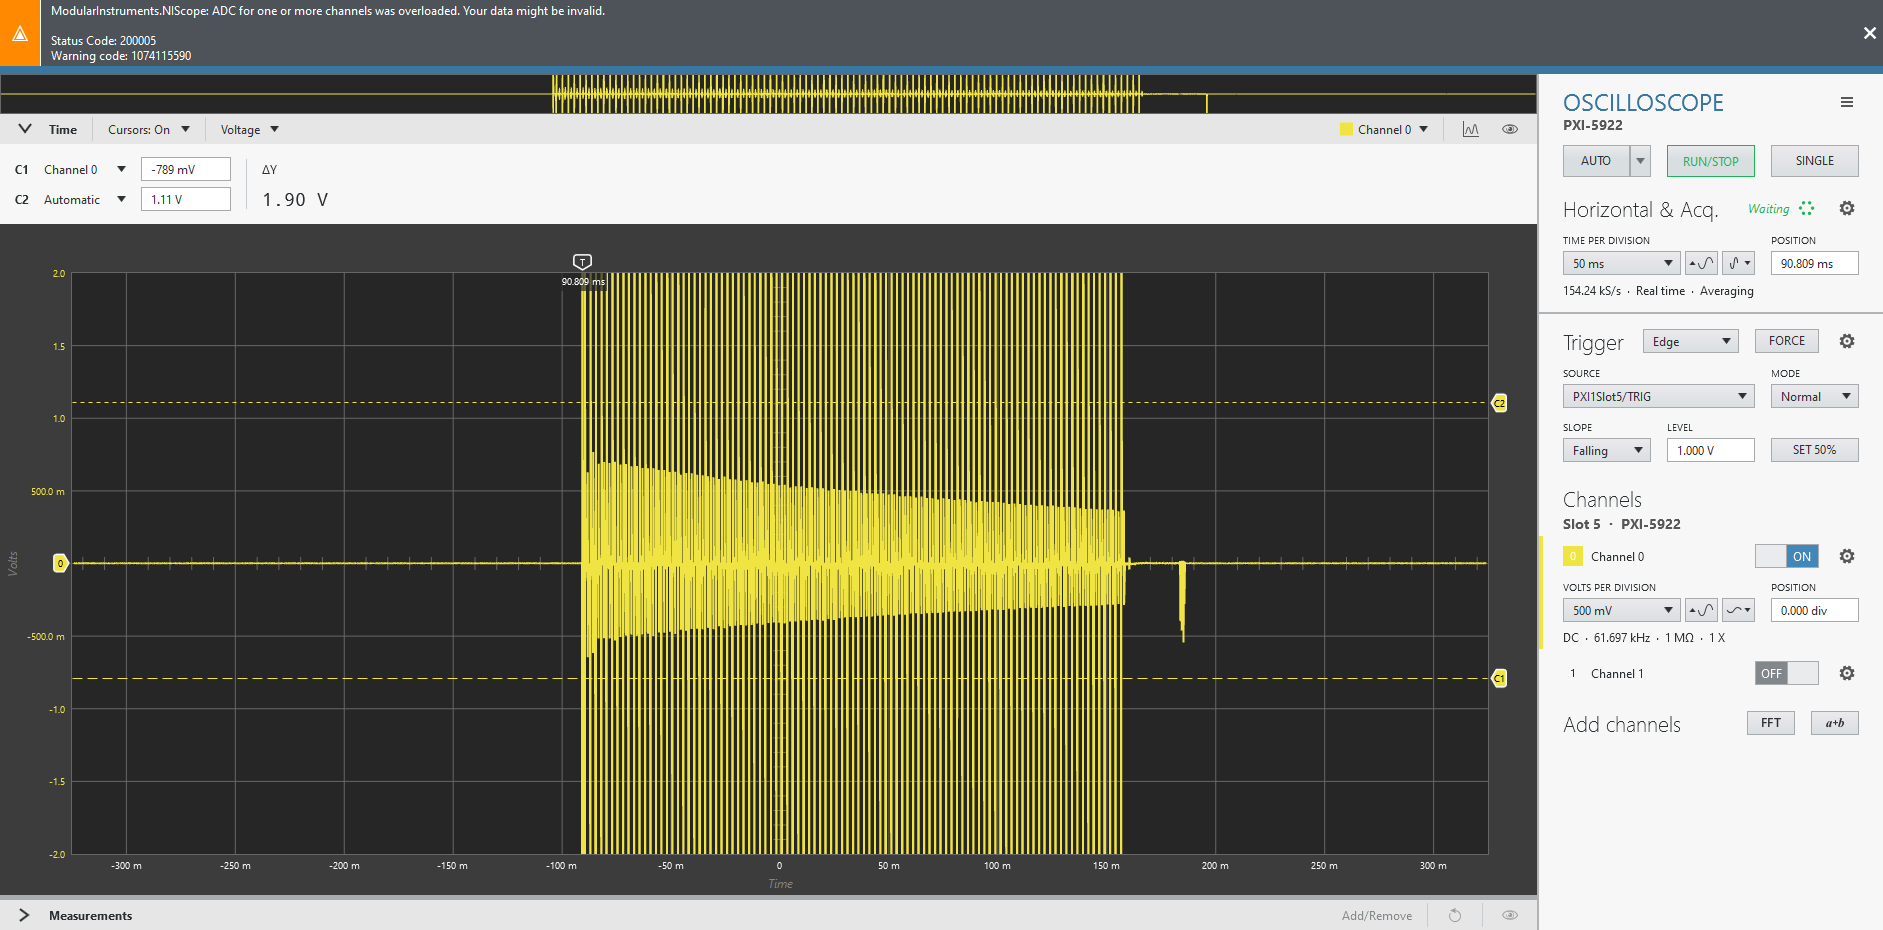 ModularInstruments.NIScope: ADC for one or more channels was overloaded. Your data might be invalid.
Status Code: 200005
Warning code: 1074115590
Time
Cursors: On
Voltage
Channel 0
C1 Channel 0 -789 mV
C2 Automatic 1.11 V
ΔY
1.90 V
T
90.809 ms
2.0
1.5
1.0
500.0 m
0
-500.0 m
-1.0
-1.5
-2.0
Volts
C2
C1
-300 m -250 m -200 m -150 m -100 m -50 m 0 50 m 100 m 150 m 200 m 250 m 300 m
Time
Measurements
Add/Remove
OSCILLOSCOPE
PXI-5922
AUTO RUN/STOP SINGLE
Horizontal & Acq. Waiting
TIME PER DIVISION POSITION
50 ms 90.809 ms
154.24 kS/s · Real time · Averaging
Trigger Edge FORCE
SOURCE MODE
PXI1Slot5/TRIG Normal
SLOPE LEVEL
Falling 1.000 V SET 50%
Channels
Slot 5 · PXI-5922
0 Channel 0 ON
VOLTS PER DIVISION POSITION
500 mV 0.000 div
DC · 61.697 kHz · 1 MΩ · 1 X
1 Channel 1 OFF
Add channels FFT a+b